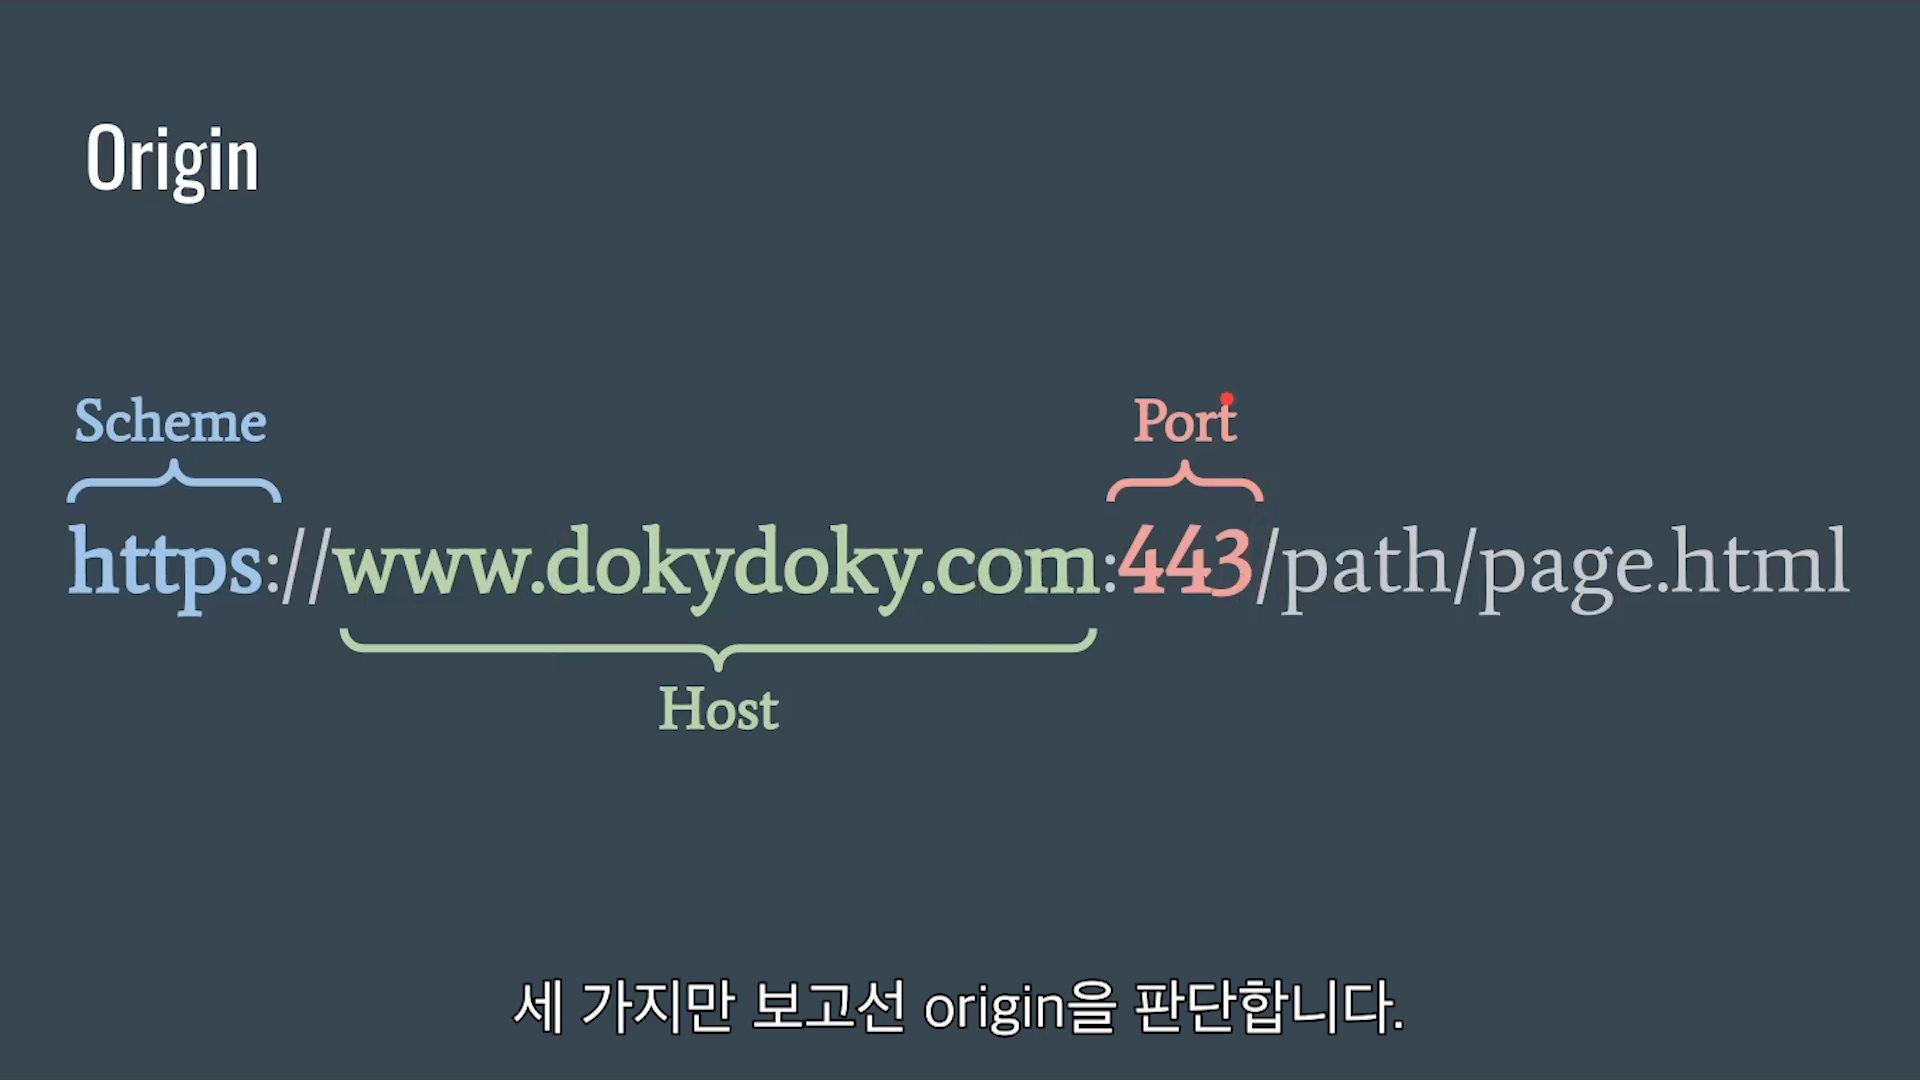 Origin
Scheme
Port
https://www.dokydoky.com:443/path/page.html
Host
세 가지만 보고선 origin을 판단합니다.